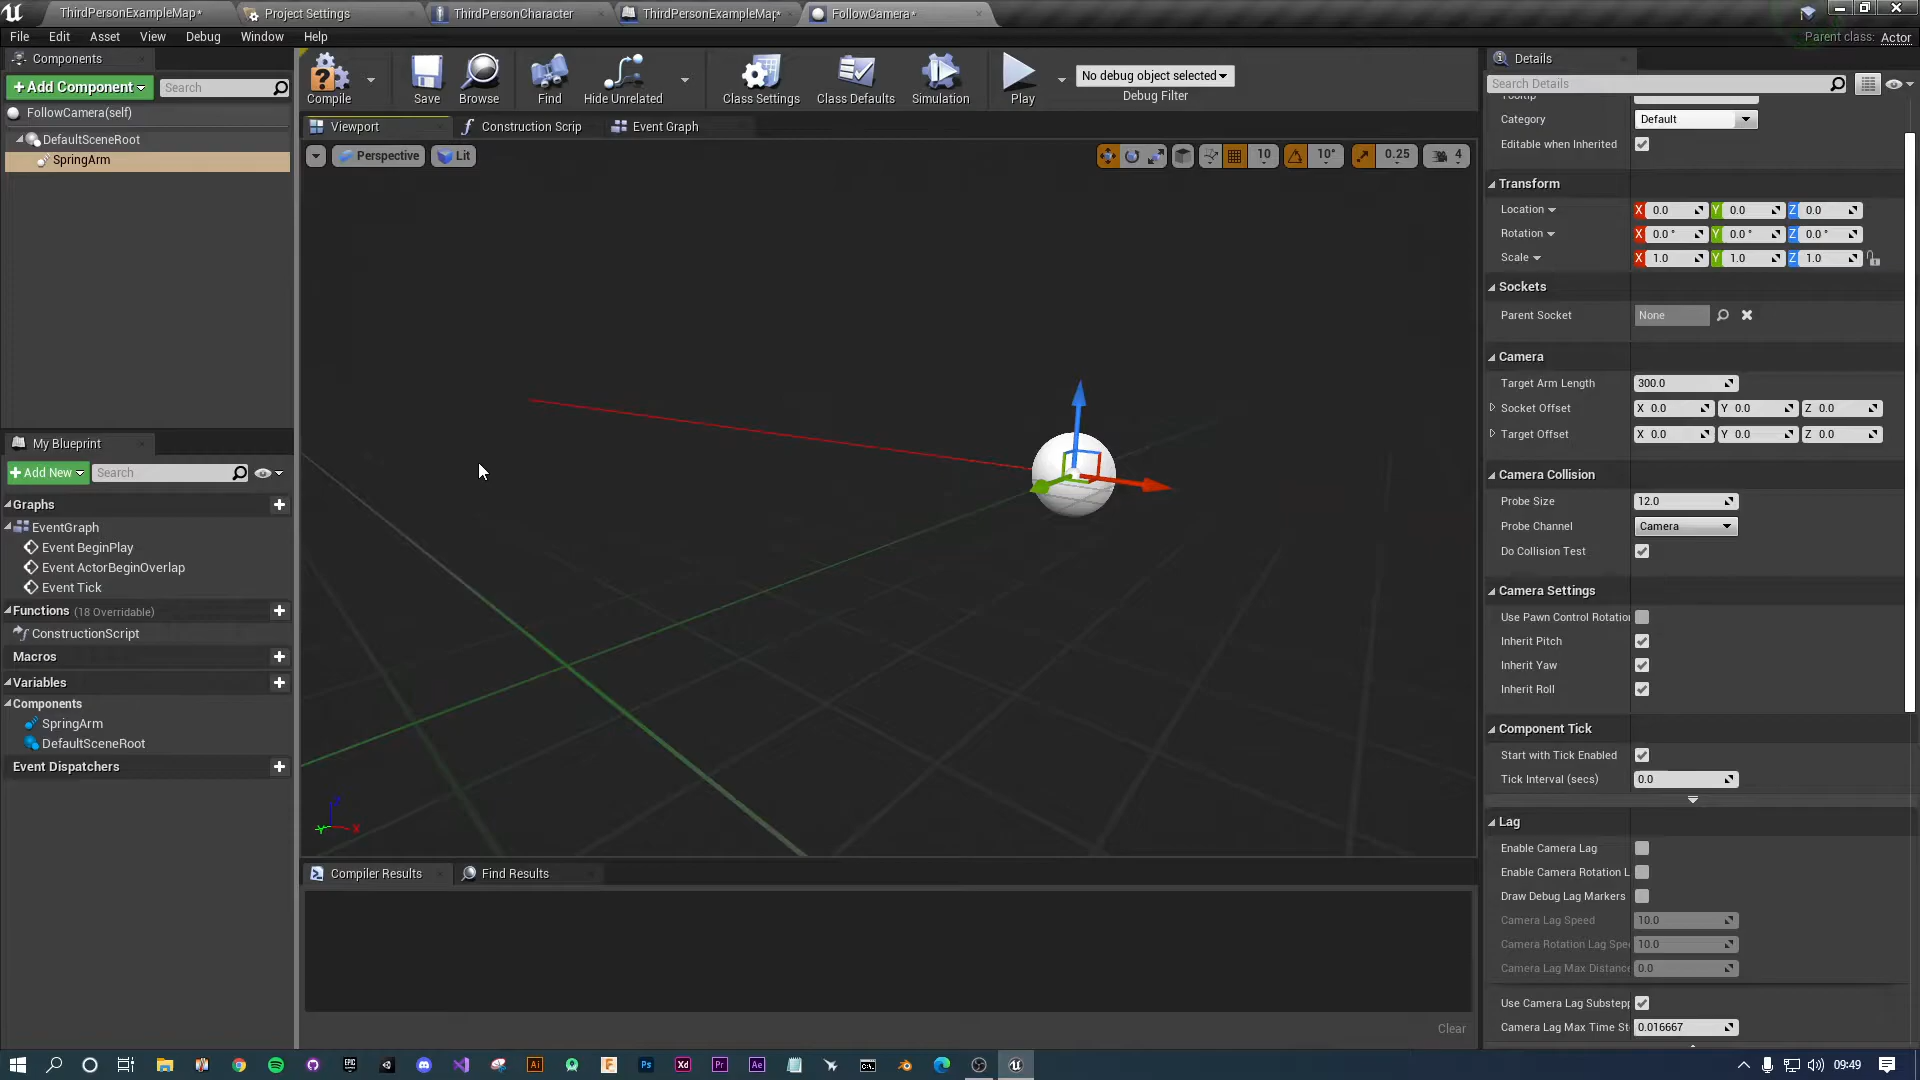 ThirdPersonExampleMap*
Project Settings
ThirdPersonCharacter
ThirdPersonExampleMap*
FollowCamera*
File Edit Asset View Debug Window Help
Parent class: Actor
Components
+Add Component
Search
FollowCamera(self)
DefaultSceneRoot
SpringArm
Compile
Save
Browse
Find
Hide Unrelated
Class Settings
Class Defaults
Simulation
Play
No debug object selected
Debug Filter
Viewport
Construction Scrip
Event Graph
Perspective
Lit
10
10°
0.25
4
My Blueprint
+Add New
Search
Graphs
EventGraph
Event BeginPlay
Event ActorBeginOverlap
Event Tick
Functions (18 Overridable)
ConstructionScript
Macros
Variables
Components
SpringArm
DefaultSceneRoot
Event Dispatchers
Z
Y
X
Compiler Results
Find Results
Clear
Details
Search Details
Category Default
Editable when Inherited
Transform
Location X 0.0 Y 0.0 Z 0.0
Rotation X 0.0 ° Y 0.0 ° Z 0.0 °
Scale X 1.0 Y 1.0 Z 1.0
Sockets
Parent Socket None
Camera
Target Arm Length 300.0
Socket Offset X 0.0 Y 0.0 Z 0.0
Target Offset X 0.0 Y 0.0 Z 0.0
Camera Collision
Probe Size 12.0
Probe Channel Camera
Do Collision Test
Camera Settings
Use Pawn Control Rotation
Inherit Pitch
Inherit Yaw
Inherit Roll
Component Tick
Start with Tick Enabled
Tick Interval (secs) 0.0
Lag
Enable Camera Lag
Enable Camera Rotation L
Draw Debug Lag Markers
Camera Lag Speed 10.0
Camera Rotation Lag Spee 10.0
Camera Lag Max Distance 0.0
Use Camera Lag Substepp
Camera Lag Max Time St 0.016667
EPIC
Ai
Ps
Xd
Pr
Ae
09:49